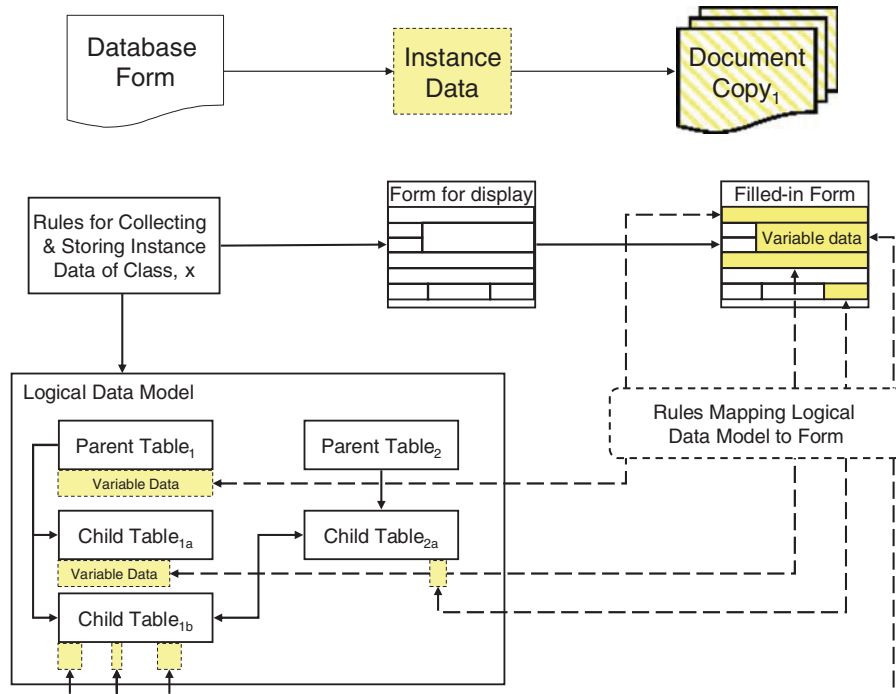 Database
Form
Instance
Data
Document
Copy1
Rules for Collecting
& Storing Instance
Data of Class, x
Form for display
Filled-in Form
Variable data
Logical Data Model
Rules Mapping Logical
Data Model to Form
Parent Table1
Parent Table2
Variable Data
Child Table1a
Child Table2a
Variable Data
Child Table1b